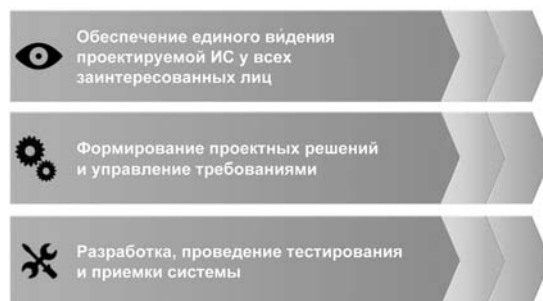 Обеспечение единого ви́дения
проектируемой ИС у всех
заинтересованных лиц
Формирование проектных решений
и управление требованиями
Разработка, проведение тестирования
и приемки системы